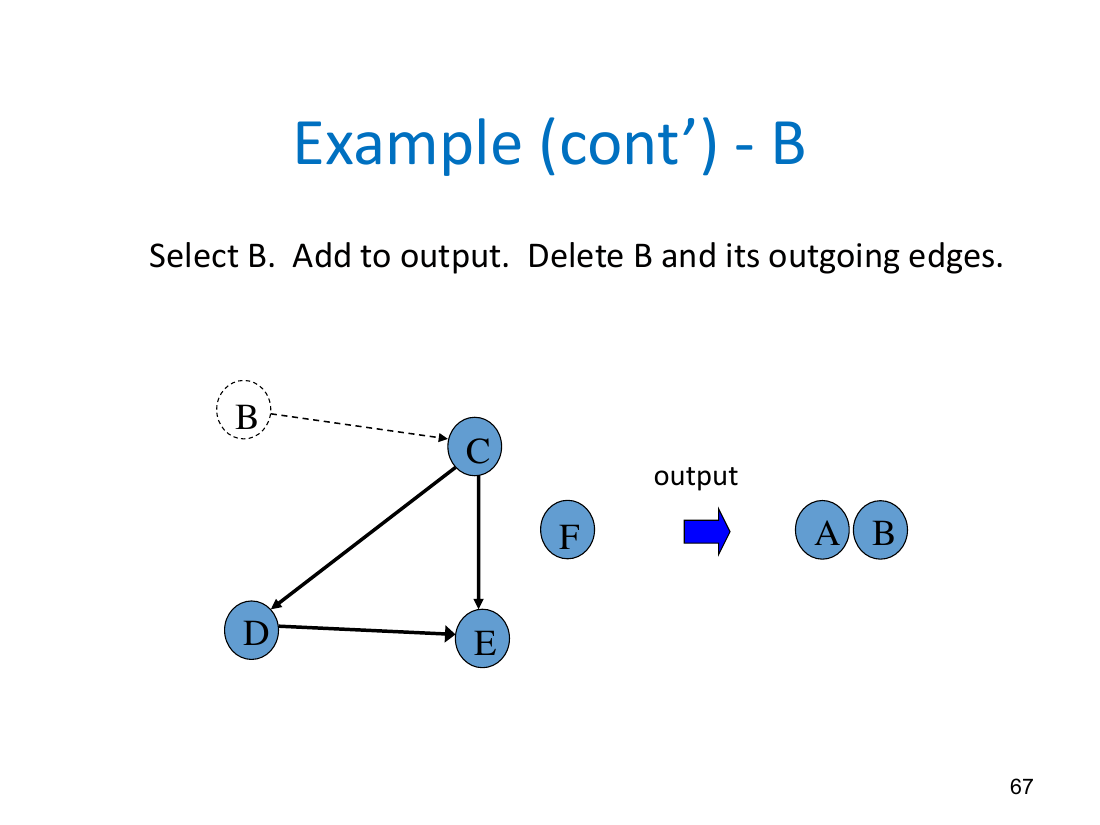 Example (cont’) - B
Select B.  Add to output.  Delete B and its outgoing edges.
B
C
output
F
A B
D
E
67